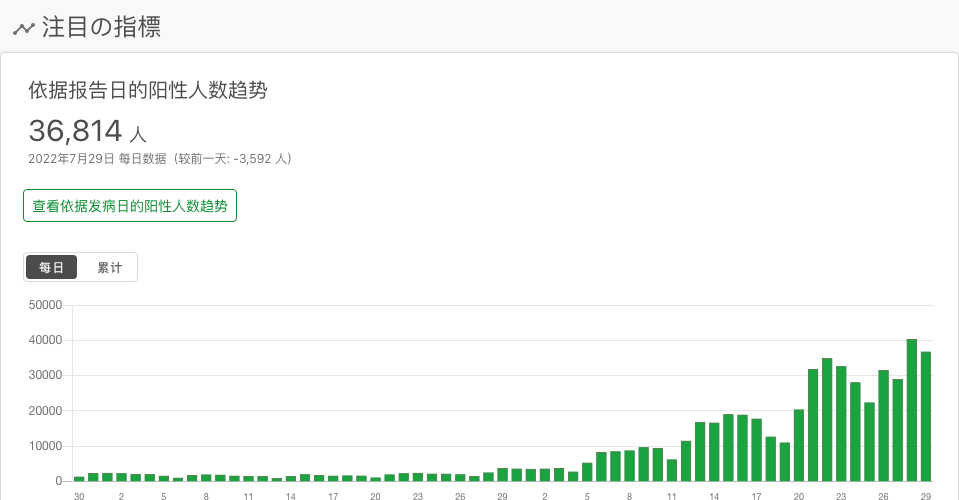 注目の指標
依据报告日的阳性人数趋势
36,814 人
2022年7月29日 每日数据（较前一天: -3,592 人）
查看依据发病日的阳性人数趋势
每日 累计
50000
40000
30000
20000
10000
0
30 2 5 8 11 14 17 20 23 26 29 2 5 8 11 14 17 20 23 26 29